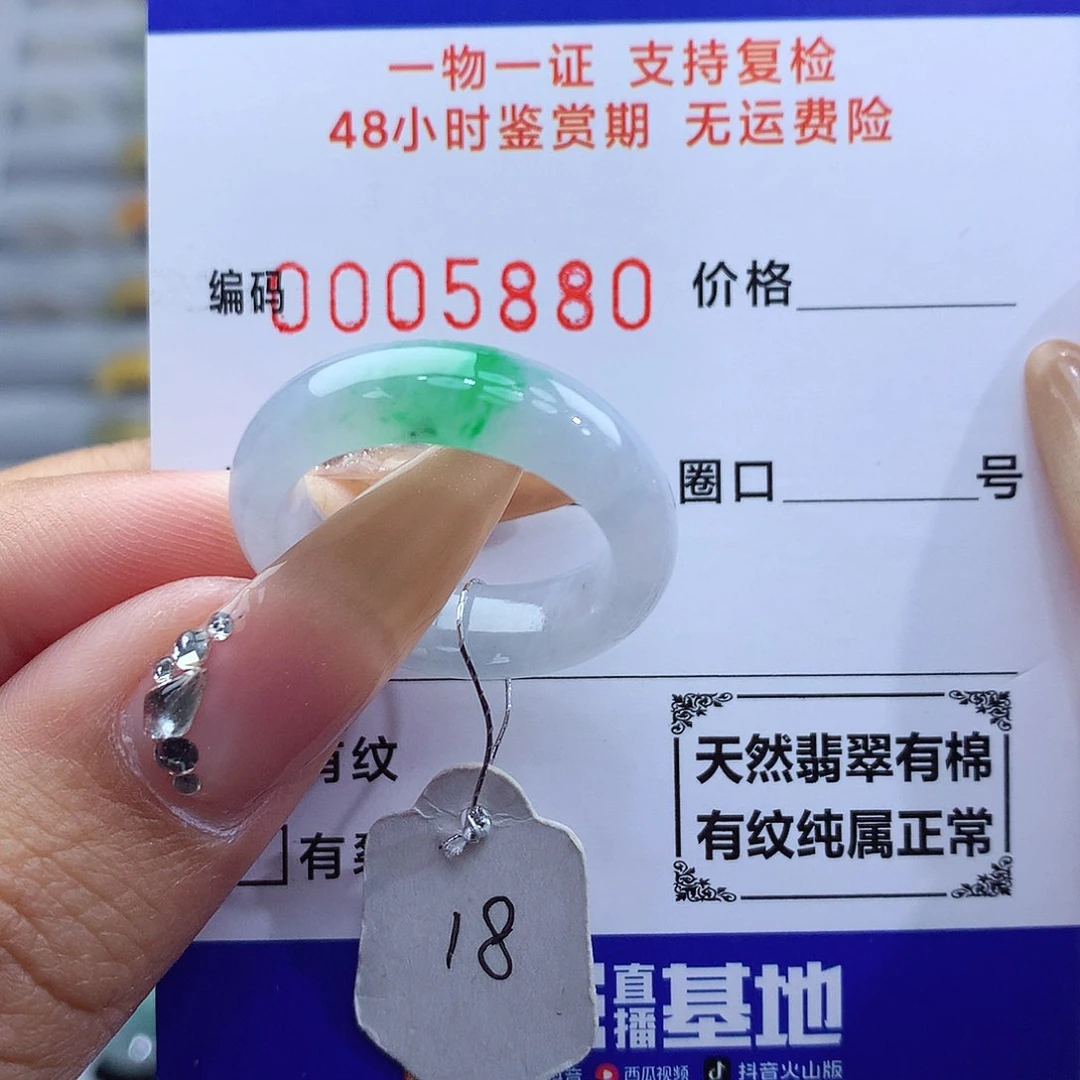 一物一证 支持复检
48小时鉴赏期 无运费险
编码0005880 价格
圈口 号
有纹
有
天然翡翠有棉
有纹纯属正常
18
直播基地
西瓜视频 抖音火山版